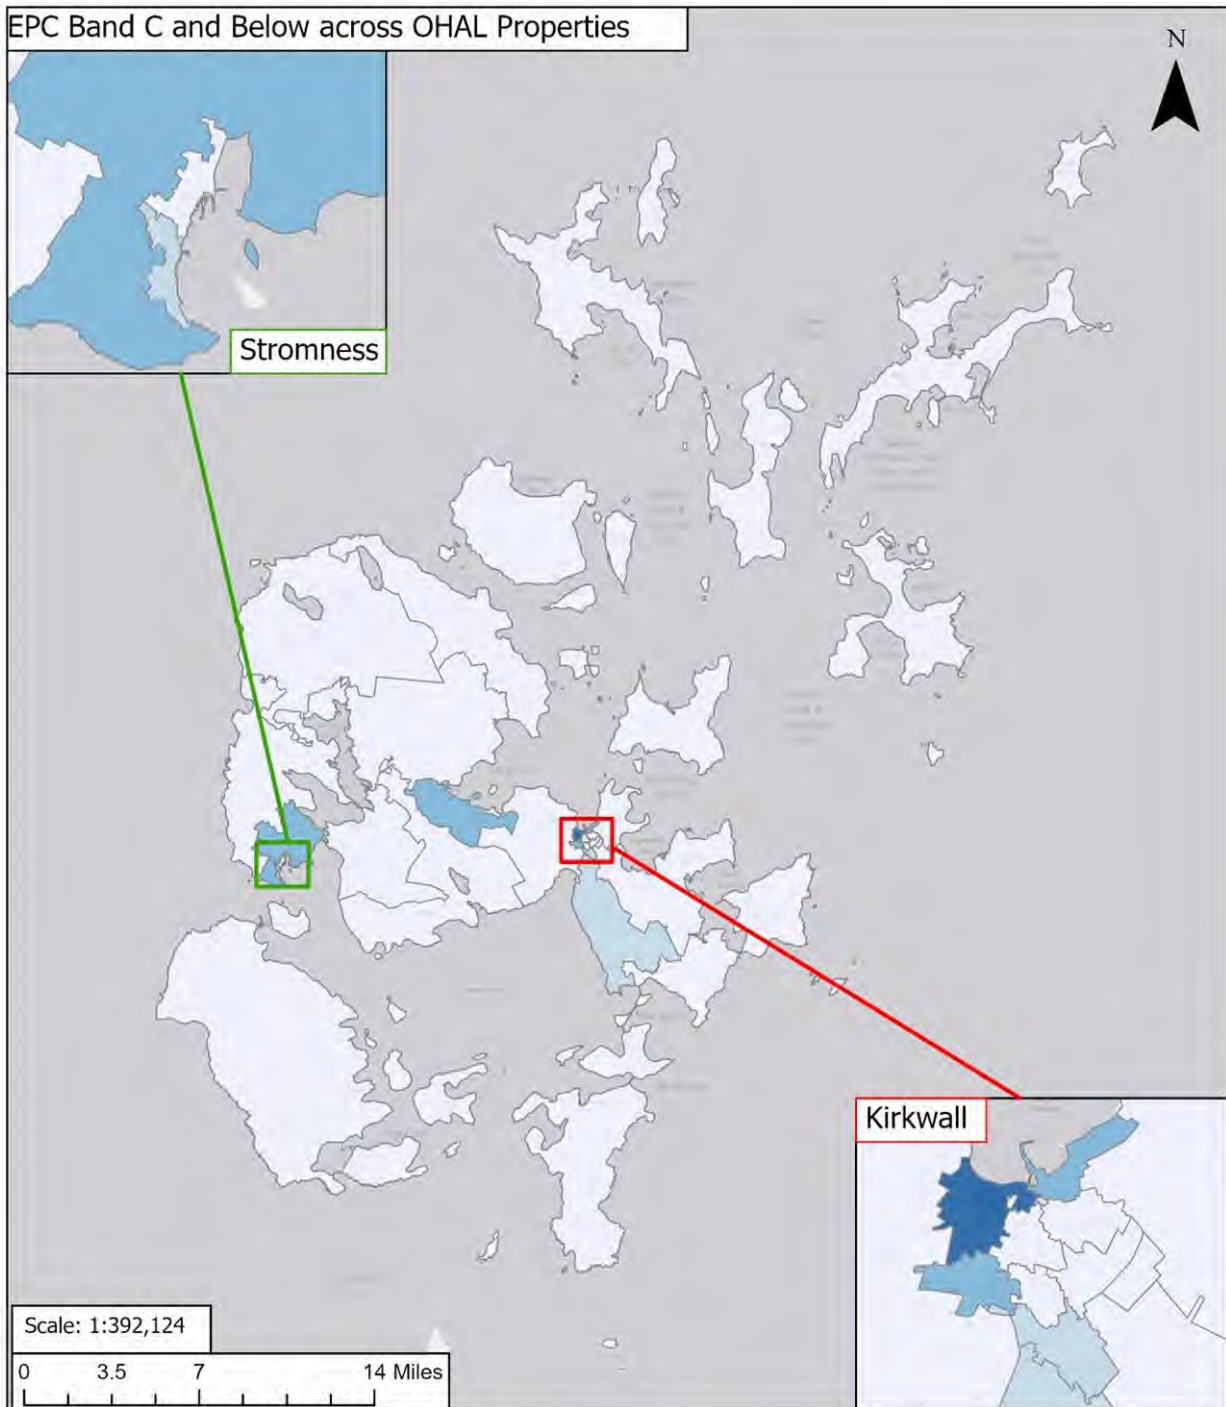 EPC Band C and Below across OHAL Properties
N
Stromness
Kirkwall
Scale: 1:392,124
0 3.5 7 14 Miles